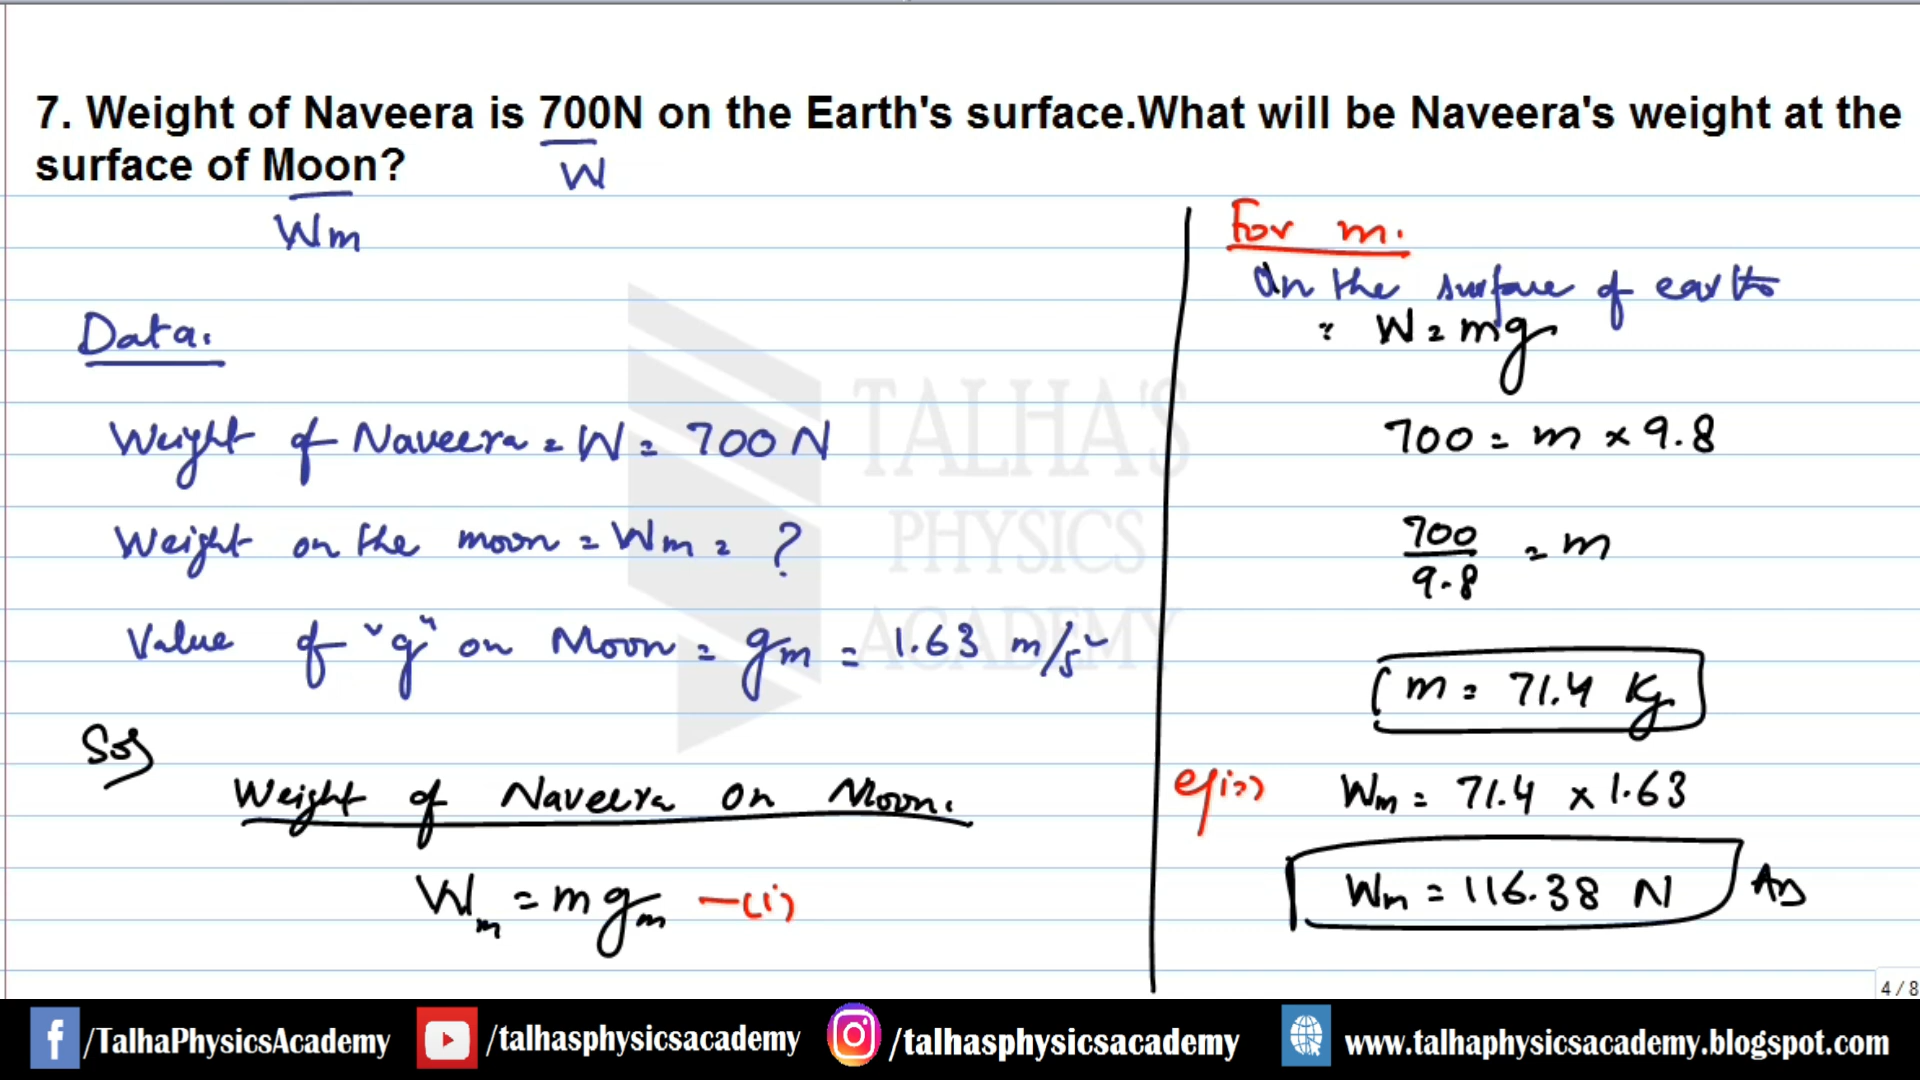 7. Weight of Naveera is 700N on the Earth's surface.What will be Naveera's weight at the
surface of Moon?
W
Wm
Data:
Weight of Naveera = W = 700 N
Weight on the moon = Wm = ?
Value of "g" on Moon = gm = 1.63 m/s²
Sol
Weight of Naveera on Moon.
Wm = mgm —(i)
For m.
On the surface of earth
∵ W = mg
700 = m × 9.8
700/9.8 = m
m = 71.4 Kg
eq(i)⇒ Wm = 71.4 × 1.63
Wm = 116.38 N Ans
TALHA'S
PHYSICS
ACADEMY
4 / 8
/TalhaPhysicsAcademy /talhasphysicsacademy /talhasphysicsacademy www.talhaphysicsacademy.blogspot.com